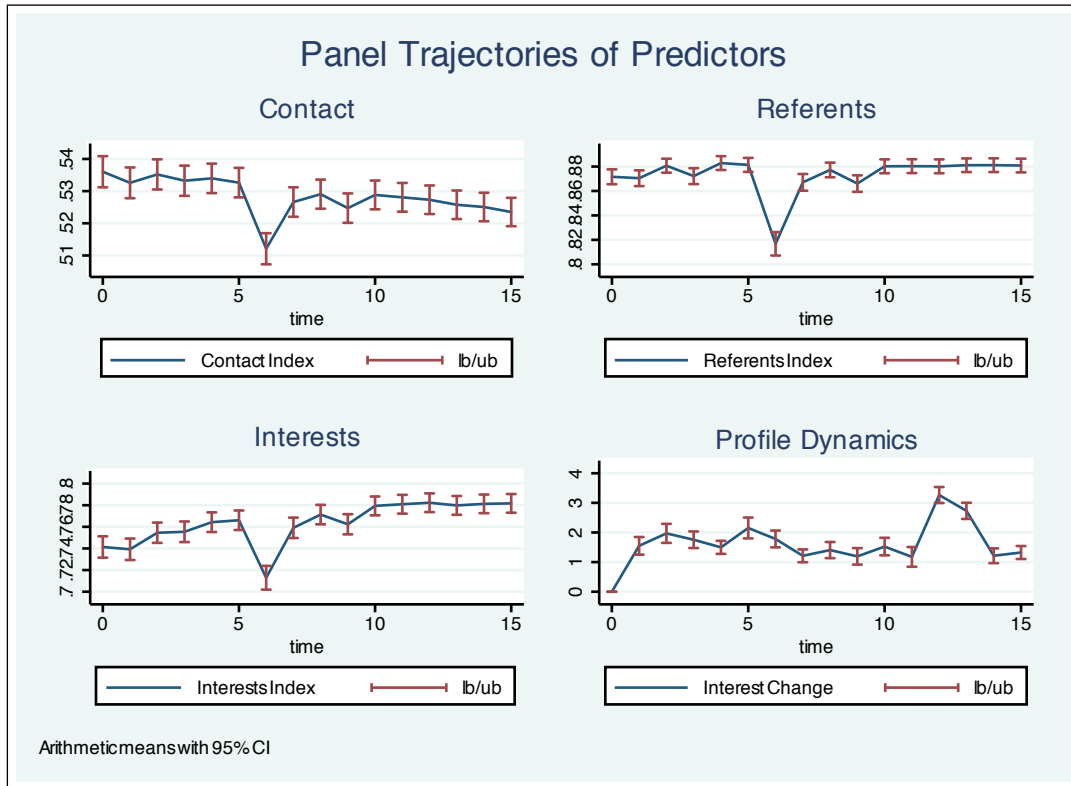 Panel Trajectories of Predictors
Contact
.54
.53
.52
.51
0 5 10 15
time
Contact Index lb/ub
Referents
.8 .82 .84 .86 .88
0 5 10 15
time
Referents Index lb/ub
Interests
.7 .72 .74 .76 .78 .8
0 5 10 15
time
Interests Index lb/ub
Profile Dynamics
4
3
2
1
0
0 5 10 15
time
Interest Change lb/ub
Arithmetic means with 95% CI